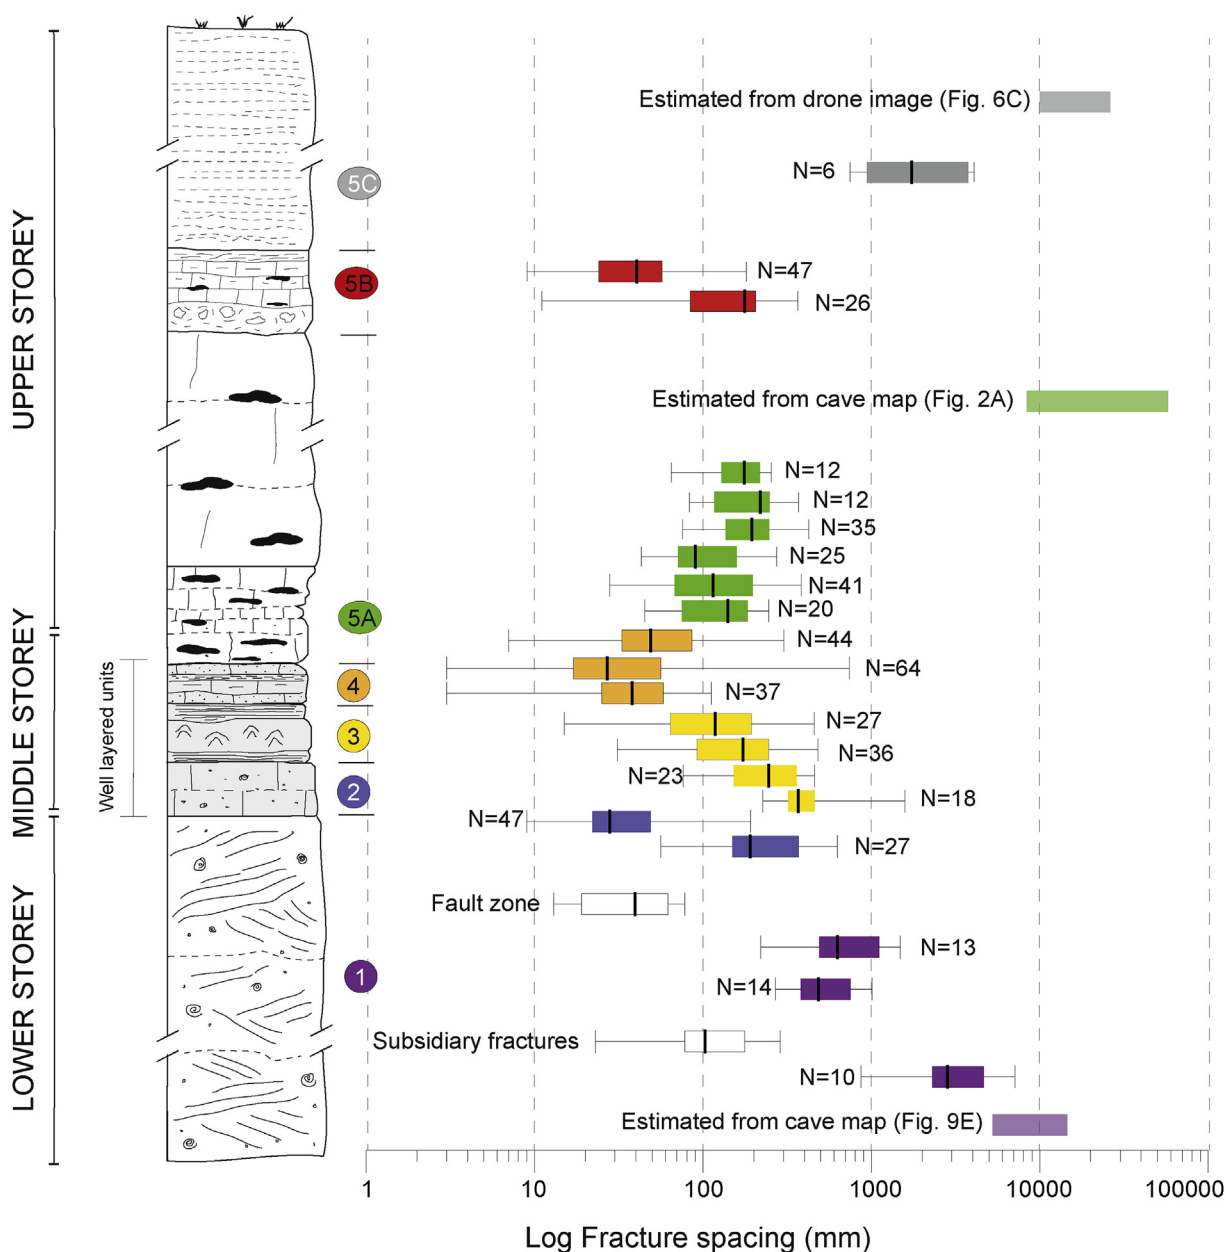 UPPER STOREY
MIDDLE STOREY
LOWER STOREY
Well layered units
Estimated from drone image (Fig. 6C)
N=6
5C
N=47
5B
N=26
Estimated from cave map (Fig. 2A)
N=12
N=12
N=35
N=25
N=41
N=20
5A
N=44
N=64
4
N=37
N=27
3
N=36
N=23
2
N=18
N=47
N=27
Fault zone
N=13
1
N=14
Subsidiary fractures
N=10
Estimated from cave map (Fig. 9E)
1 10 100 1000 10000 100000
Log Fracture spacing (mm)